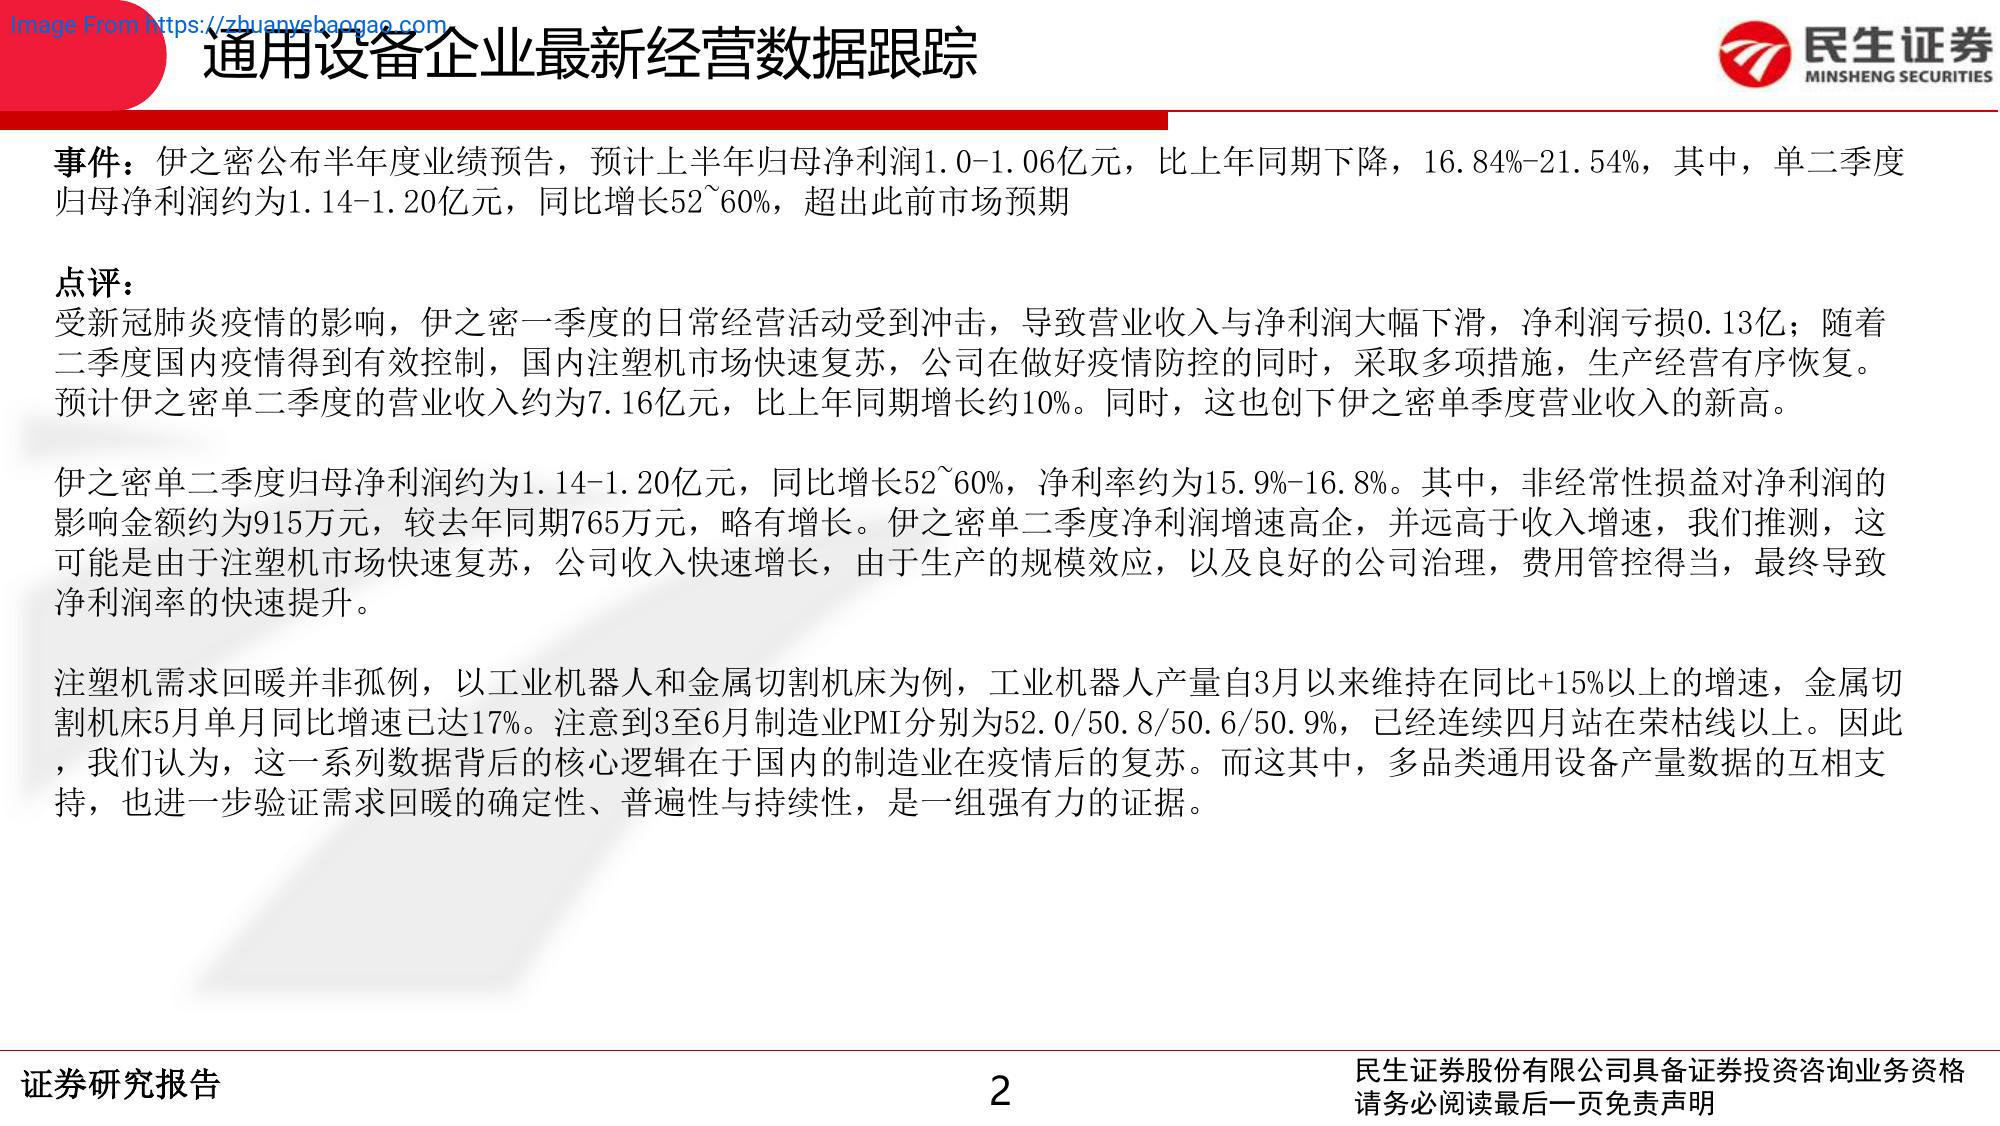 Image From https://zhuanyebaogao.com
通用设备企业最新经营数据跟踪
民生证券
MINSHENG SECURITIES
事件：伊之密公布半年度业绩预告，预计上半年归母净利润1.0-1.06亿元，比上年同期下降，16.84%-21.54%，其中，单二季度
归母净利润约为1.14-1.20亿元，同比增长52~60%，超出此前市场预期
点评：
受新冠肺炎疫情的影响，伊之密一季度的日常经营活动受到冲击，导致营业收入与净利润大幅下滑，净利润亏损0.13亿；随着
二季度国内疫情得到有效控制，国内注塑机市场快速复苏，公司在做好疫情防控的同时，采取多项措施，生产经营有序恢复。
预计伊之密单二季度的营业收入约为7.16亿元，比上年同期增长约10%。同时，这也创下伊之密单季度营业收入的新高。
伊之密单二季度归母净利润约为1.14-1.20亿元，同比增长52~60%，净利率约为15.9%-16.8%。其中，非经常性损益对净利润的
影响金额约为915万元，较去年同期765万元，略有增长。伊之密单二季度净利润增速高企，并远高于收入增速，我们推测，这
可能是由于注塑机市场快速复苏，公司收入快速增长，由于生产的规模效应，以及良好的公司治理，费用管控得当，最终导致
净利润率的快速提升。
注塑机需求回暖并非孤例，以工业机器人和金属切割机床为例，工业机器人产量自3月以来维持在同比+15%以上的增速，金属切
割机床5月单月同比增速已达17%。注意到3至6月制造业PMI分别为52.0/50.8/50.6/50.9%，已经连续四月站在荣枯线以上。因此
，我们认为，这一系列数据背后的核心逻辑在于国内的制造业在疫情后的复苏。而这其中，多品类通用设备产量数据的互相支
持，也进一步验证需求回暖的确定性、普遍性与持续性，是一组强有力的证据。
证券研究报告
2
民生证券股份有限公司具备证券投资咨询业务资格
请务必阅读最后一页免责声明